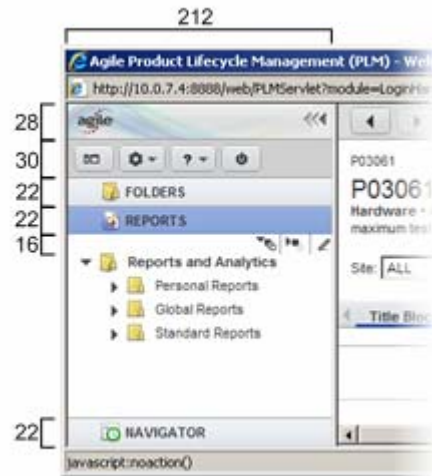 212
Agile Product Lifecycle Management (PLM) - We
http://10.0.7.4:8888/web/PLMServlet?module=LoginHa
28
agile
30
? 
P03061
22
FOLDERS
P03061
22
REPORTS
Hardware
maximum test
16
Site: ALL
Reports and Analytics
Personal Reports
Global Reports
Title Bloc
Standard Reports
22
NAVIGATOR
javascript:noaction()